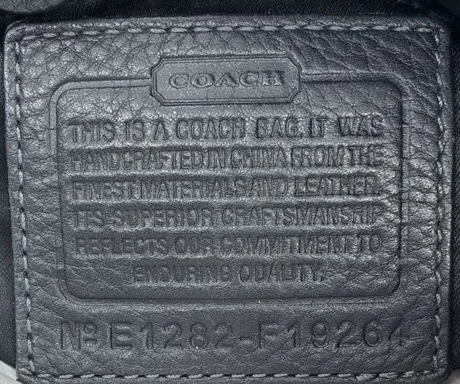 COACH
THIS IS A COACH BAG. IT WAS
HANDCRAFTED IN CHINA FROM THE
FINEST MATERIALS AND LEATHER.
ITS SUPERIOR CRAFTSMANSHIP
REFLECTS OUR COMMITMENT TO
ENDURING QUALITY.
Nº E1282-F19264